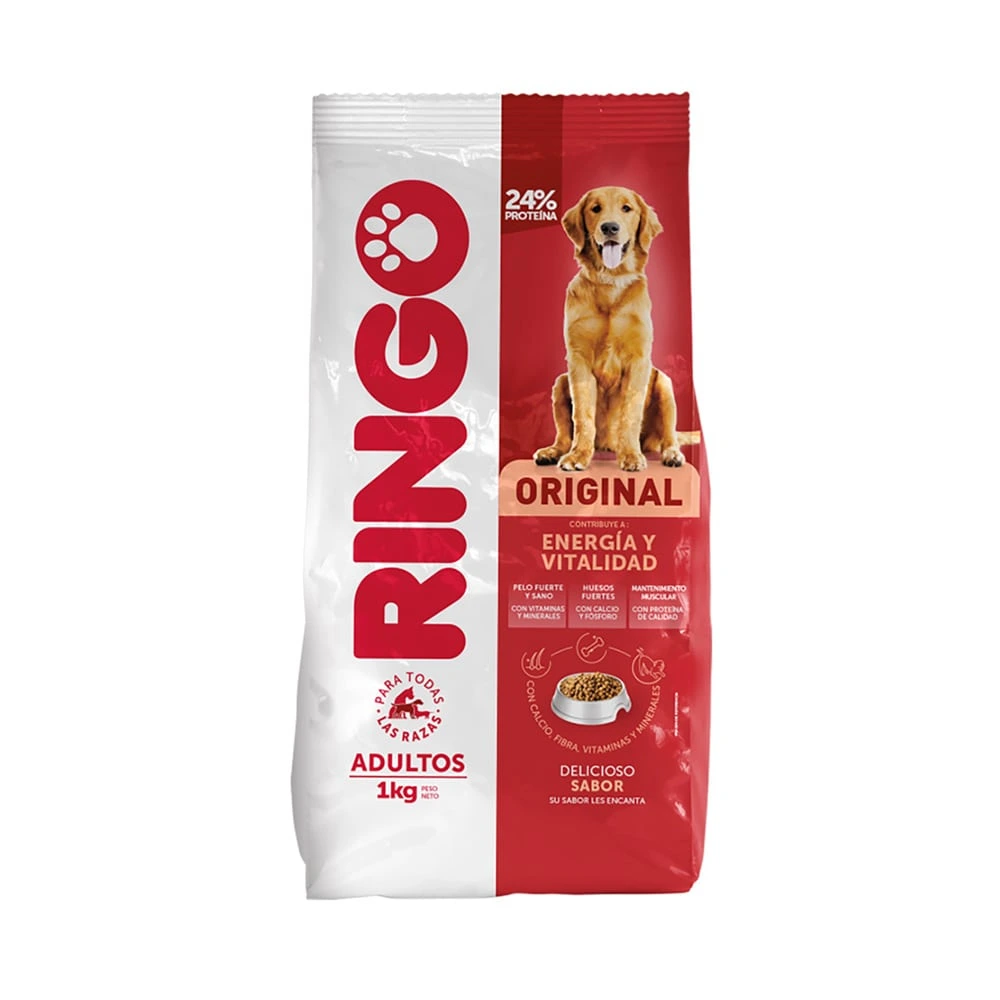 RINGO
PARA TODAS
LAS RAZAS
ADULTOS
1kg PESO
NETO
24%
PROTEÍNA
ORIGINAL
CONTRIBUYE A:
ENERGÍA Y
VITALIDAD
PELO FUERTE
Y SANO
CON VITAMINAS
Y MINERALES
HUESOS
FUERTES
CON CALCIO
Y FÓSFORO
MANTENIMIENTO
MUSCULAR
CON PROTEÍNA
DE CALIDAD
CON CALCIO, FIBRA, VITAMINAS Y MINERALES
DELICIOSO
SABOR
SU SABOR LES ENCANTA